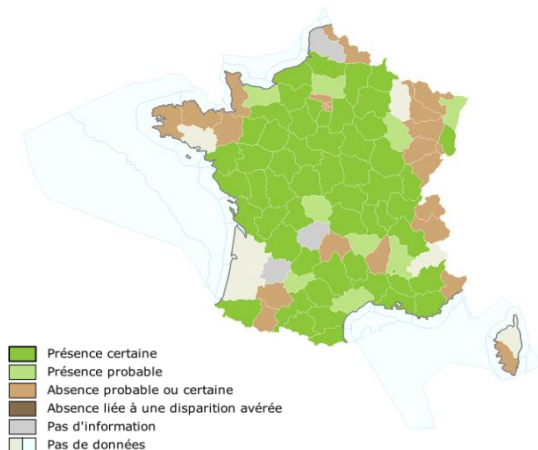 Présence certaine
Présence probable
Absence probable ou certaine
Absence liée à une disparition avérée
Pas d'information
Pas de données